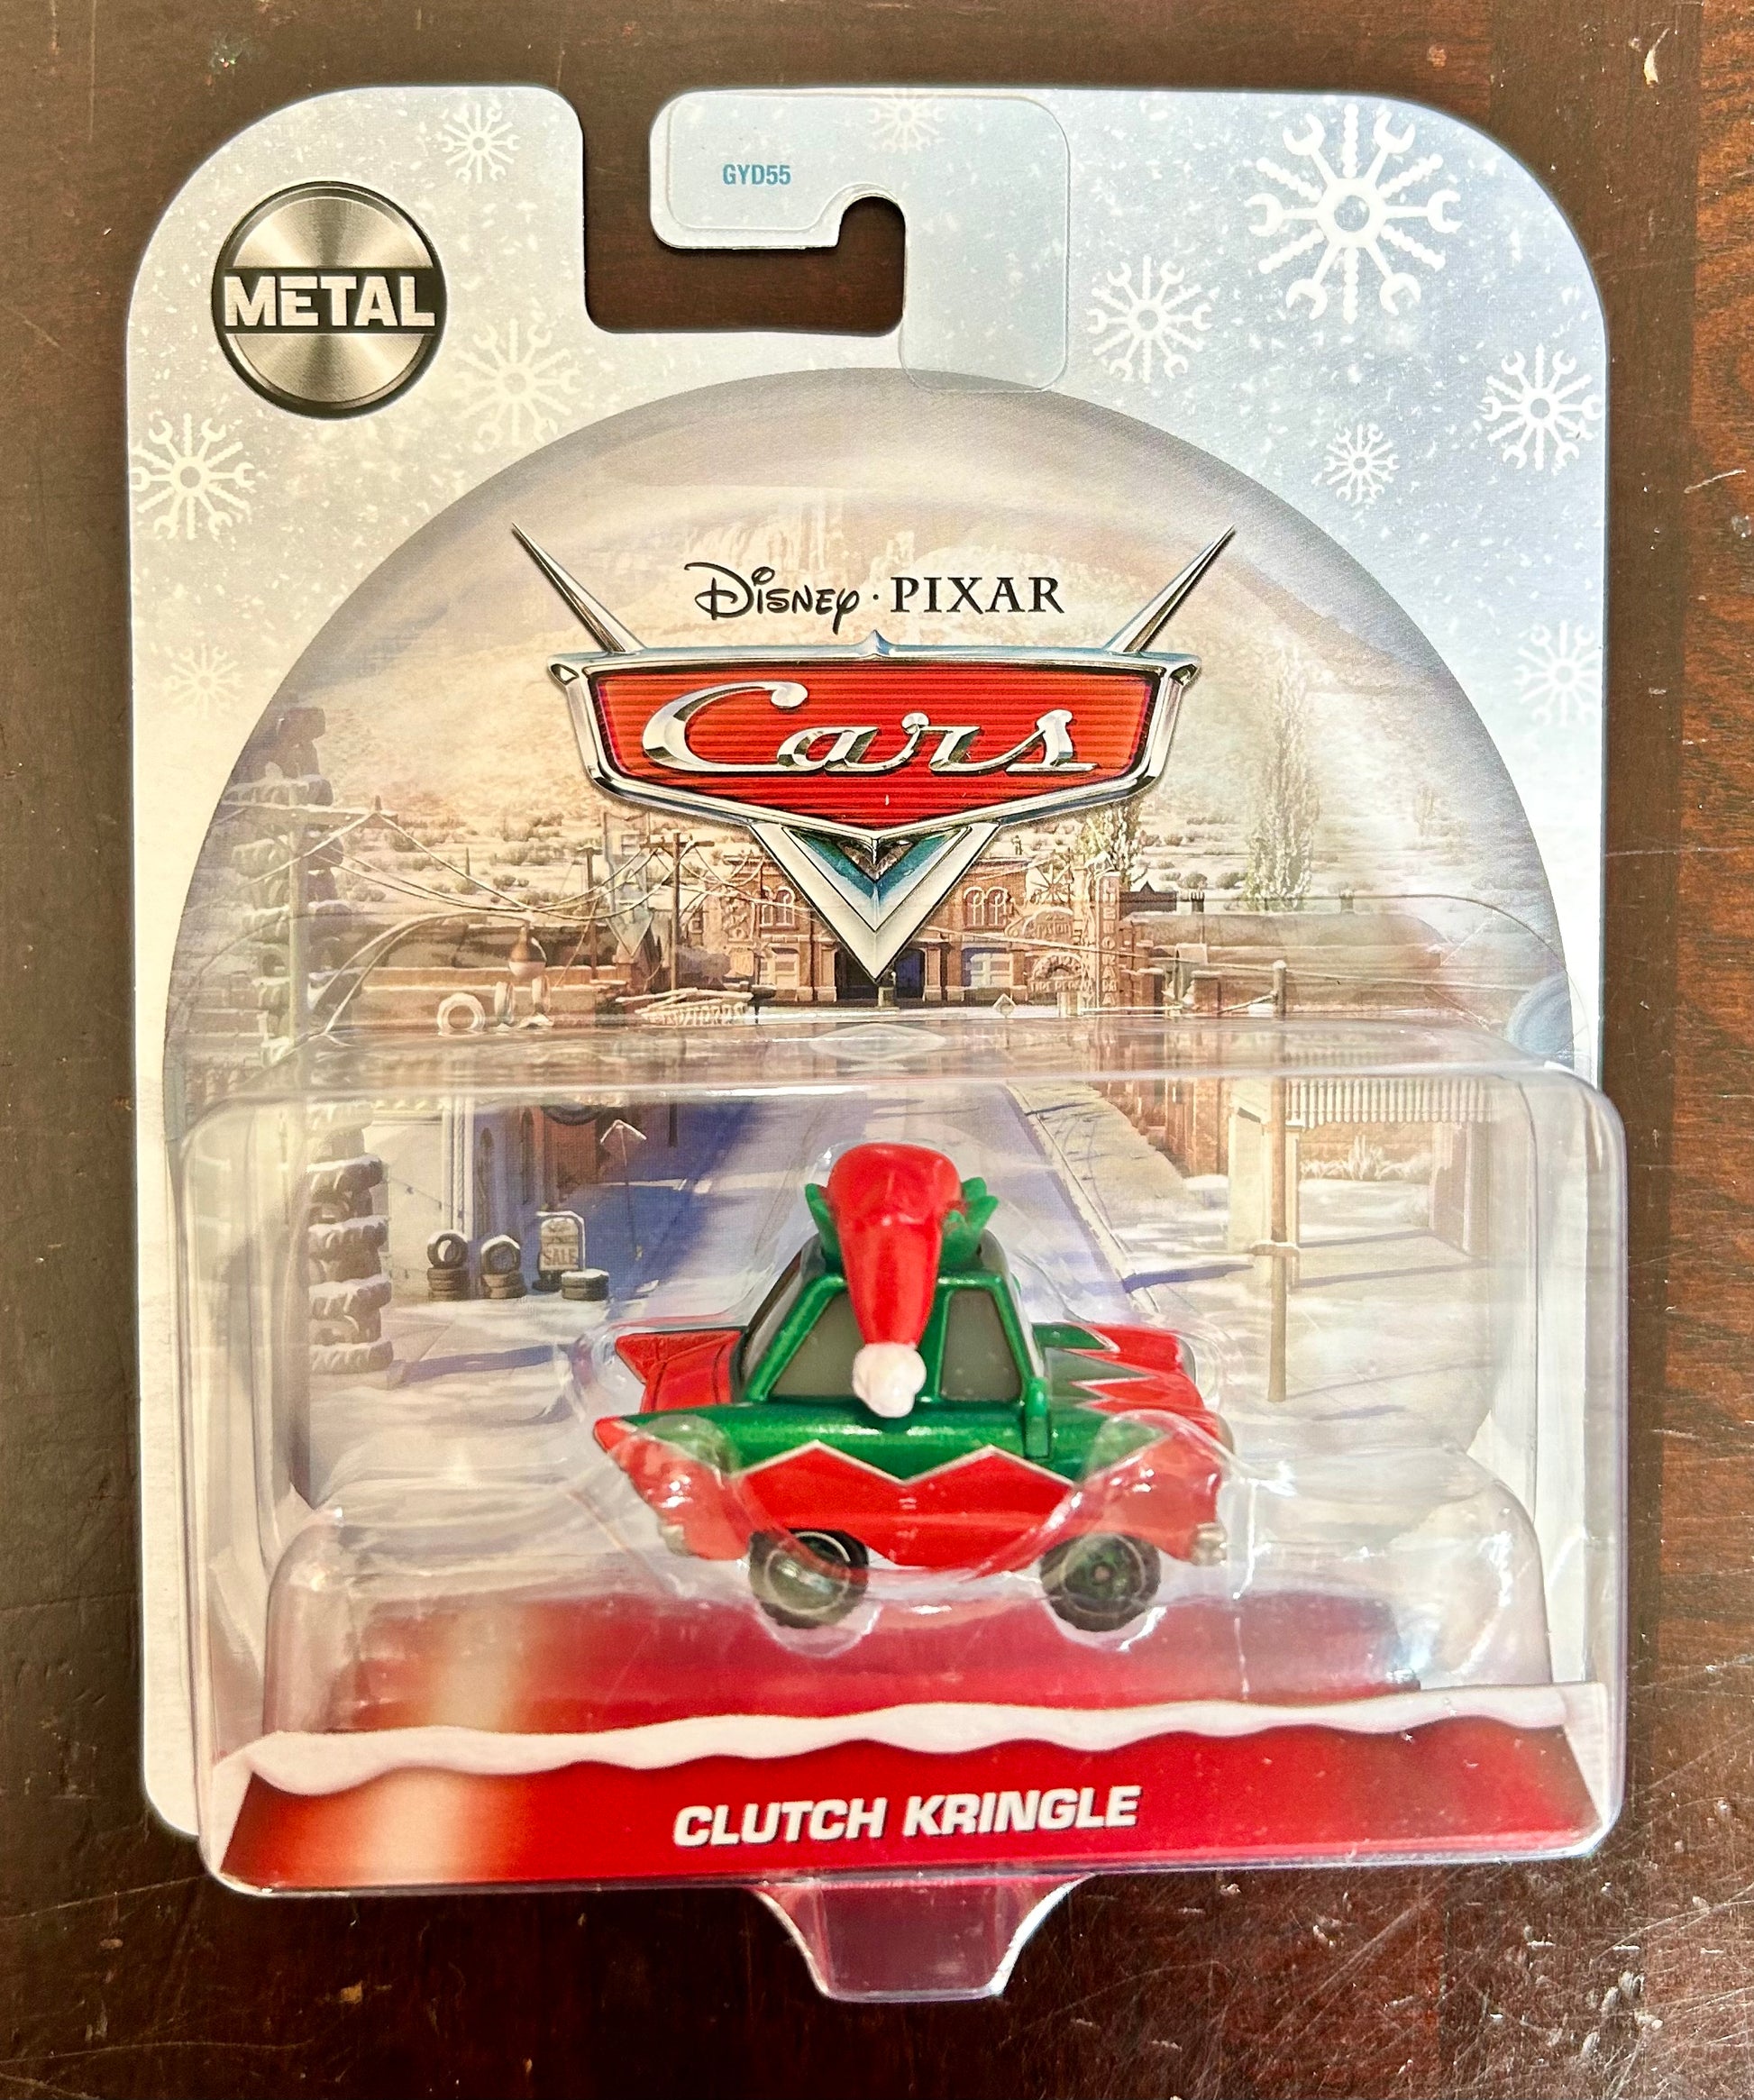 GYD55
METAL
Disney · PIXAR
Cars
SALE
CLUTCH KRINGLE